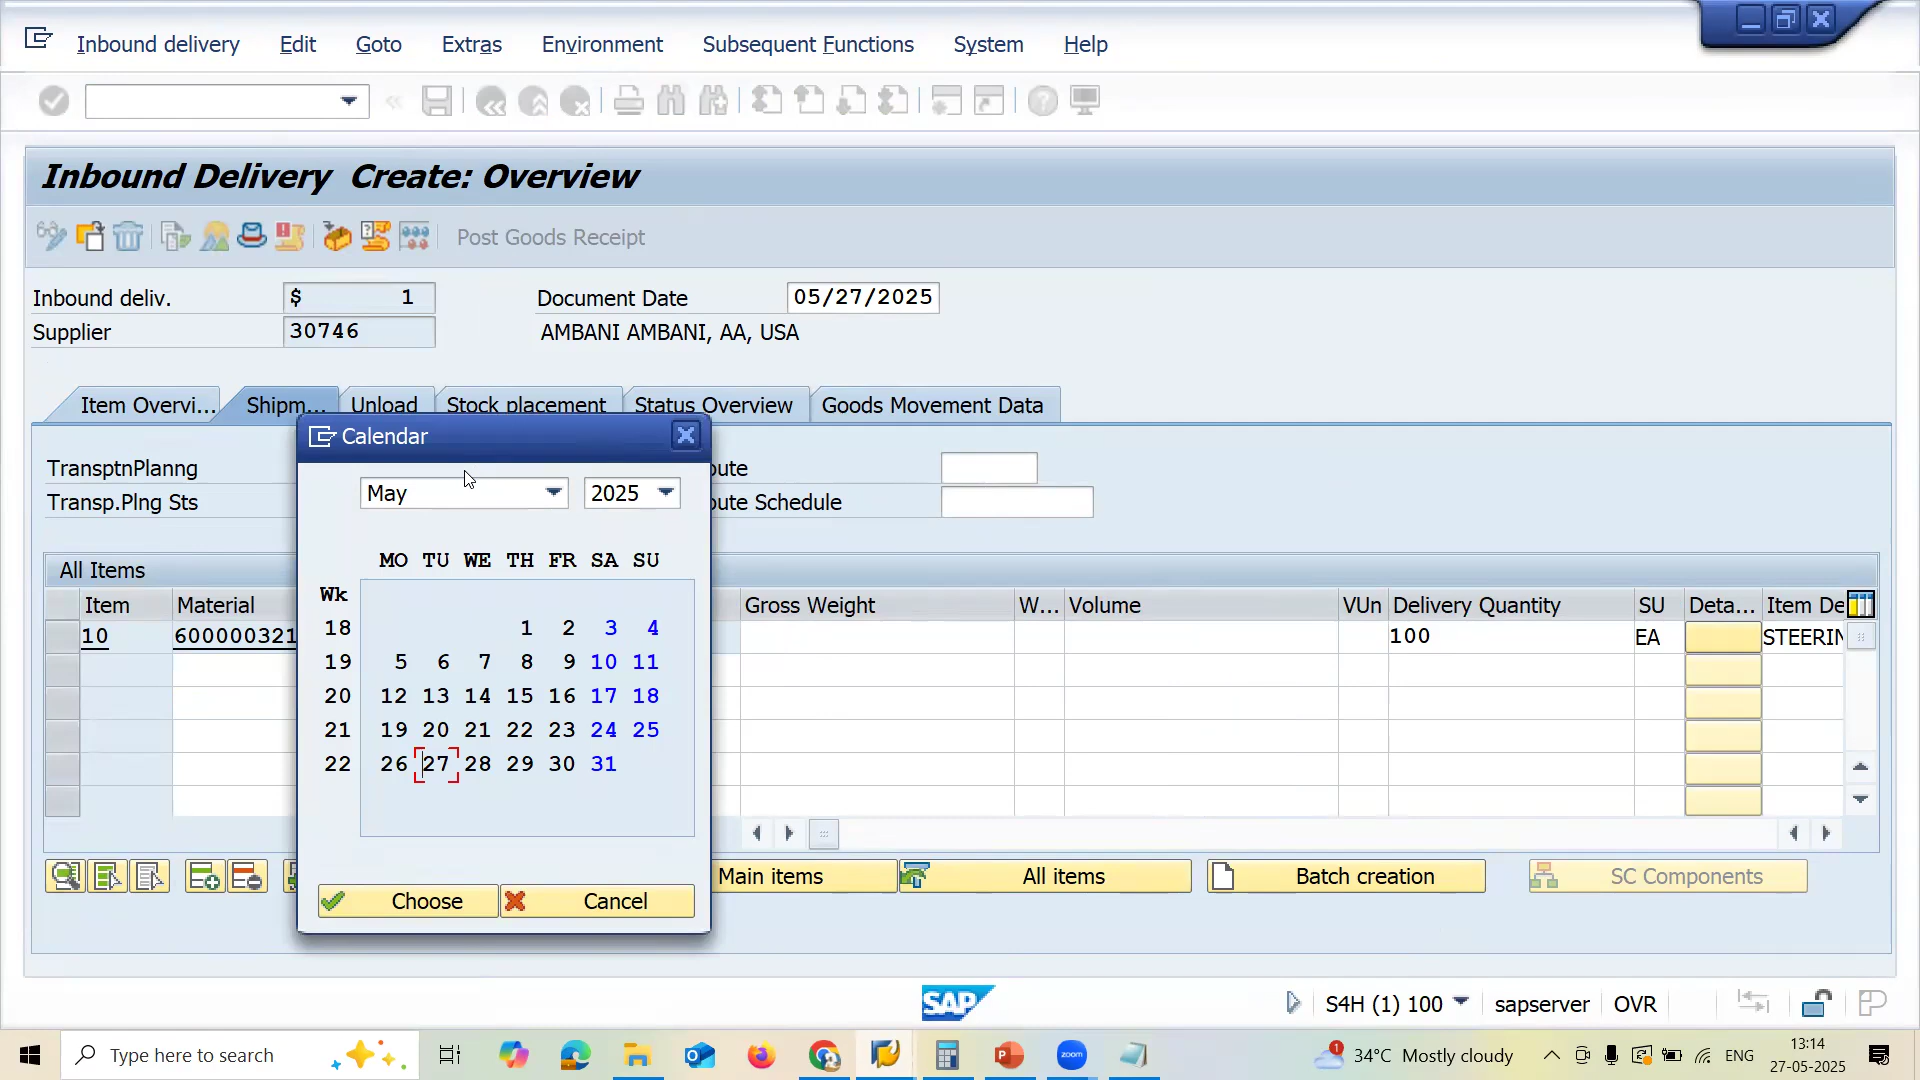 Inbound delivery Edit Goto Extras Environment Subsequent Functions System Help
Inbound Delivery Create: Overview
Post Goods Receipt
Inbound deliv. $ 1 Document Date 05/27/2025
Supplier 30746 AMBANI AMBANI, AA, USA
Item Overvi... Shipm... Unload Stock placement Status Overview Goods Movement Data
Calendar
TransptnPlanng oute
May 2025
Transp.Plng Sts oute Schedule
MO TU WE TH FR SA SU
Wk
18 1 2 3 4
19 5 6 7 8 9 10 11
20 12 13 14 15 16 17 18
21 19 20 21 22 23 24 25
22 26 27 28 29 30 31
Choose Cancel
All Items
Item Material Gross Weight W... Volume VUn Delivery Quantity SU Deta... Item De
10 600000321 100 EA STEERIN
Main items All items Batch creation SC Components
SAP S4H (1) 100 sapserver OVR
Type here to search zoom 1 34°C Mostly cloudy ENG 13:14
27-05-2025